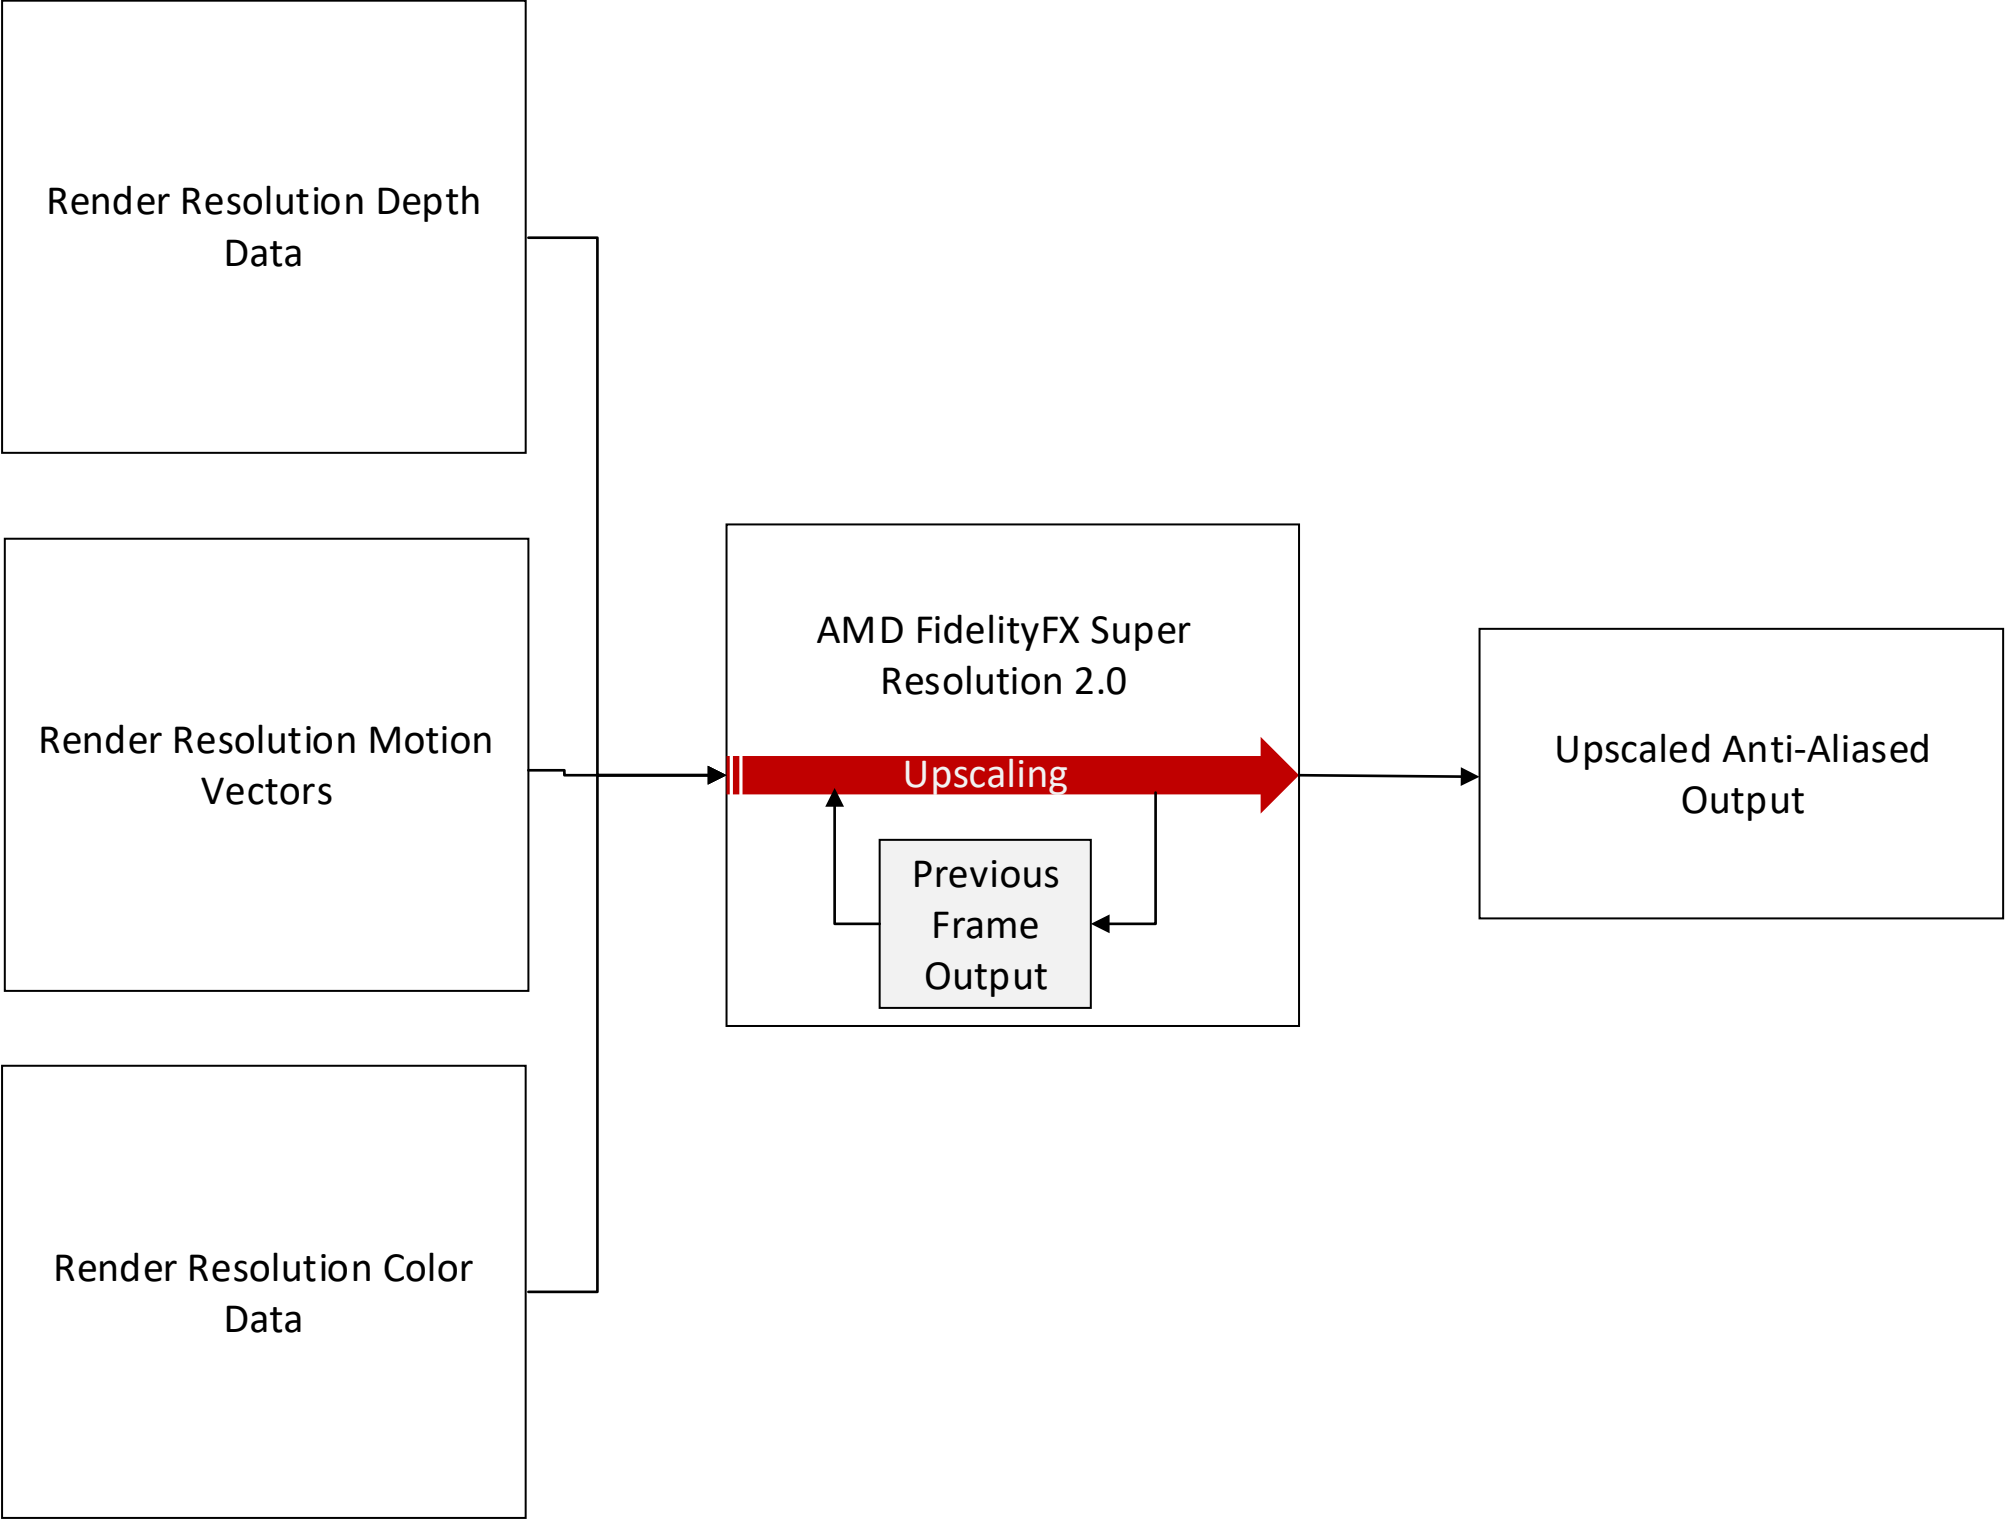 Render Resolution Depth
Data
Render Resolution Motion
Vectors
Render Resolution Color
Data
AMD FidelityFX Super
Resolution 2.0
Upscaling
Previous
Frame
Output
Upscaled Anti-Aliased
Output